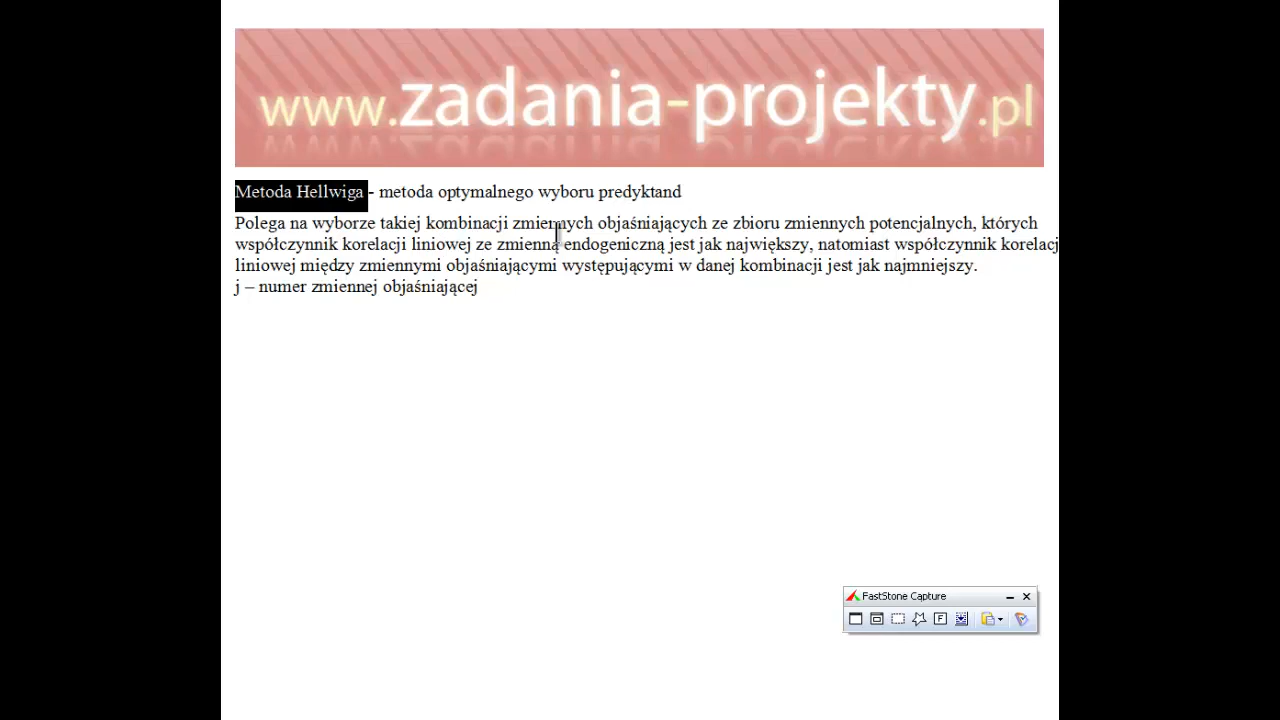 www.zadania-projekty.pl
Metoda Hellwiga - metoda optymalnego wyboru predyktand
Polega na wyborze takiej kombinacji zmiennych objaśniających ze zbioru zmiennych potencjalnych, których
współczynnik korelacji liniowej ze zmienną endogeniczną jest jak największy, natomiast współczynnik korelacj
liniowej między zmiennymi objaśniającymi występującymi w danej kombinacji jest jak najmniejszy.
j – numer zmiennej objaśniającej
FastStone Capture